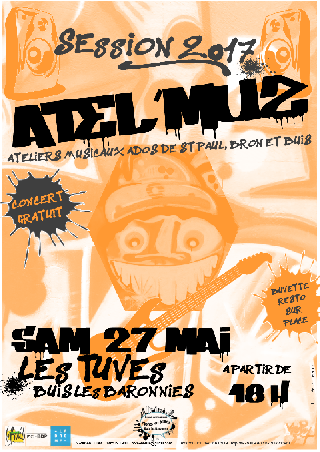 SESSION 2017
ATEL'MUZ
ATELIERS MUSICAUX ADOS DE ST PAUL, BRON ET BUIS
CONCERT
GRATUIT
BUVETTE
RESTO
SUR
PLACE
SAM 27 MAI
LES TUVES
BUIS LES BARONNIES
A PARTIR DE
18 H